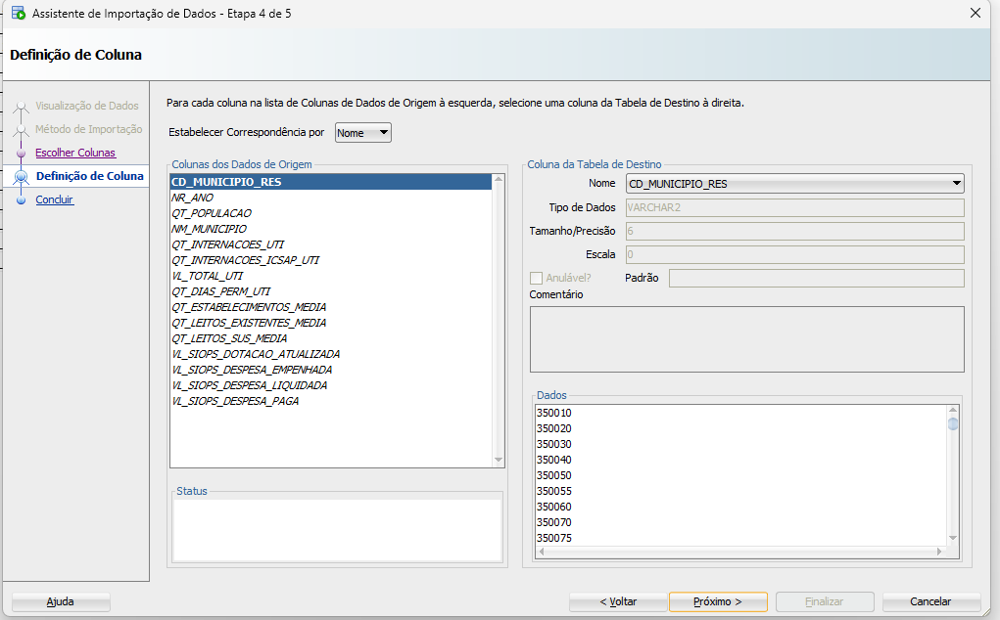 Assistente de Importação de Dados - Etapa 4 de 5
Definição de Coluna
Visualização de Dados
Método de Importação
Escolher Colunas
Definição de Coluna
Concluir
Para cada coluna na lista de Colunas de Dados de Origem à esquerda, selecione uma coluna da Tabela de Destino à direita.
Estabelecer Correspondência por Nome
Colunas dos Dados de Origem
CD_MUNICIPIO_RES
NR_ANO
QT_POPULACAO
NM_MUNICIPIO
QT_INTERNACOES_UTI
QT_INTERNACOES_ICSAP_UTI
VL_TOTAL_UTI
QT_DIAS_PERM_UTI
QT_ESTABELECIMENTOS_MEDIA
QT_LEITOS_EXISTENTES_MEDIA
QT_LEITOS_SUS_MEDIA
VL_SIOPS_DOTACAO_ATUALIZADA
VL_SIOPS_DESPESA_EMPENHADA
VL_SIOPS_DESPESA_LIQUIDADA
VL_SIOPS_DESPESA_PAGA
Status
Coluna da Tabela de Destino
Nome CD_MUNICIPIO_RES
Tipo de Dados VARCHAR2
Tamanho/Precisão 6
Escala 0
Anulável? Padrão
Comentário
Dados
350010
350020
350030
350040
350050
350055
350060
350070
350075
Ajuda < Voltar Próximo > Finalizar Cancelar